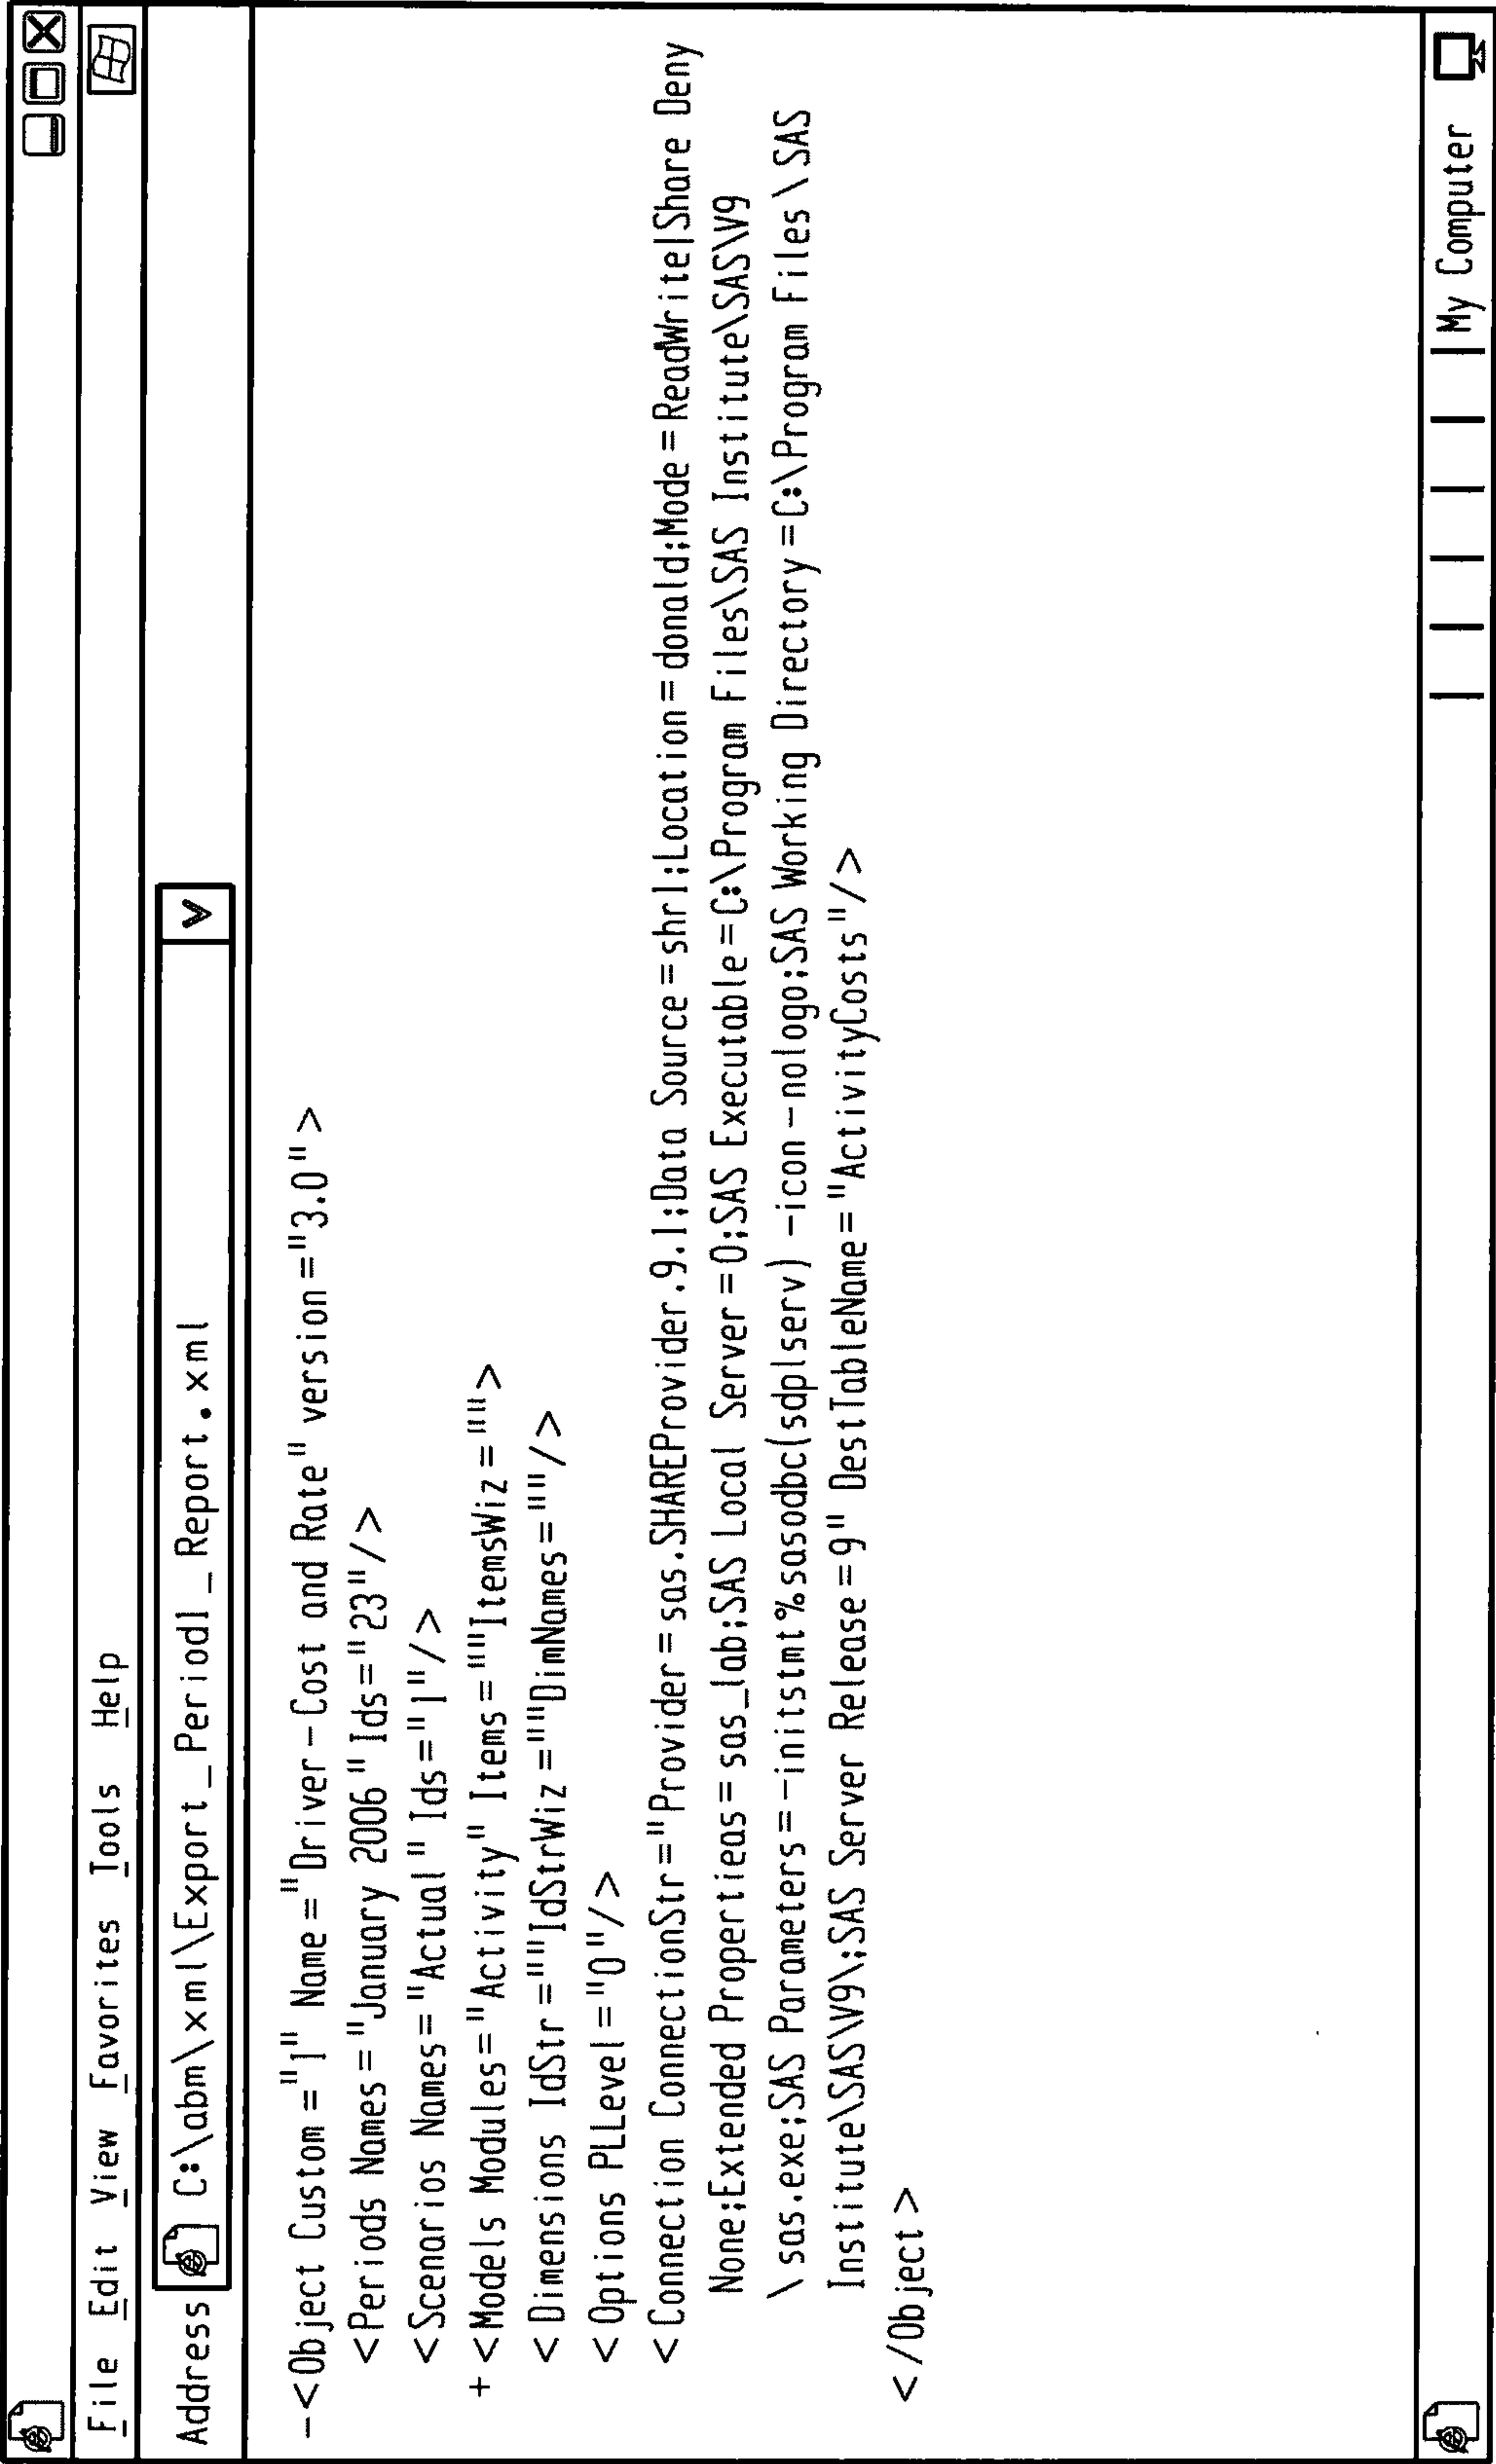 File Edit View Favorites Tools Help
Address C:\abm\xml\Export_Period1_Report.xml
-<Object Custom="1" Name="Driver-Cost and Rate" version="3.0">
<Periods Names="January 2006" Ids="23"/>
<Scenarios Names="Actual" Ids="1"/>
+<Models Modules="Activity" Items=""ItemsWiz="">
<Dimensions IdStr=""IdStrWiz=""DimNames=""/>
<Options PLLevel="0"/>
<Connection ConnectionStr="Provider=sas.SHAREProvider.9.1;Data Source=shr1;Location=donald;Mode=ReadWrite|Share Deny
None;Extended Propertieas=sas_lab;SAS Local Server=0;SAS Executable=C:\Program Files\SAS Institute\SAS\V9
\sas.exe;SAS Parameters=-initstmt%sasodbc(sdplserv) -icon-nologo;SAS Working Directory=C:\Program Files\SAS
Institute\SAS\V9\;SAS Server Release=9" DestTableName="ActivityCosts"/>
</Object>
My Computer